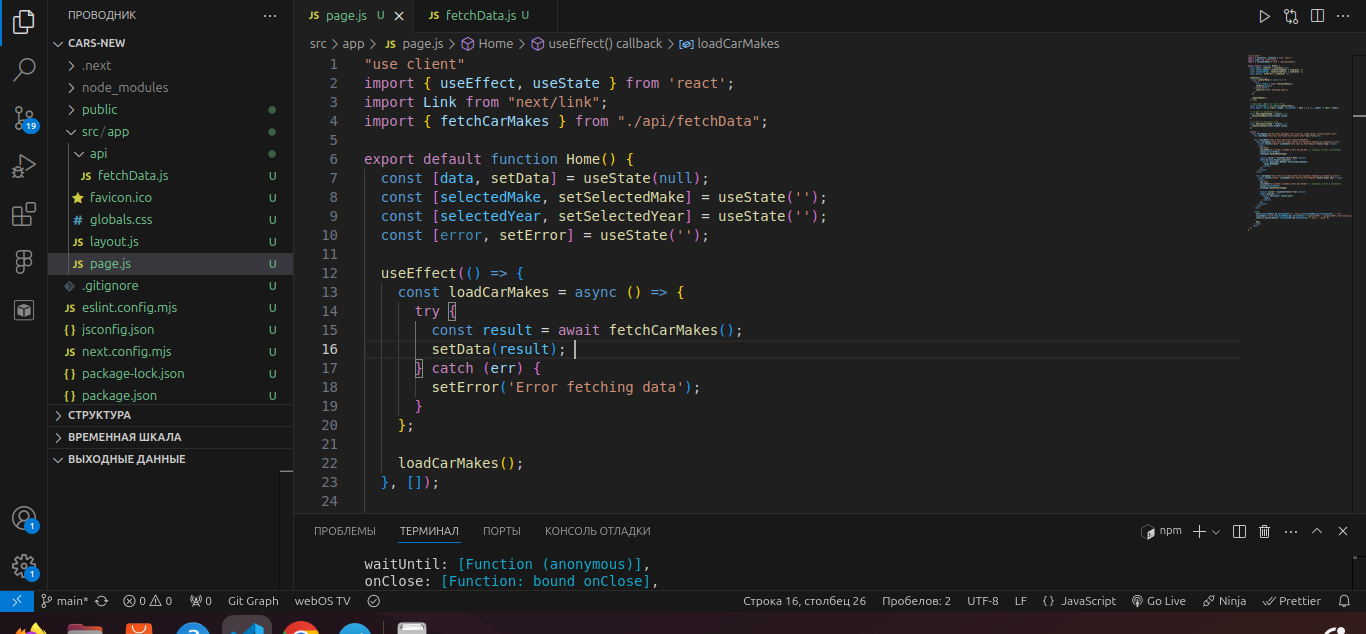 ПРОВОДНИК ···
CARS-NEW
.next
node_modules
public
src/app
api
JS fetchData.js U
favicon.ico U
# globals.css U
JS layout.js U
JS page.js U
.gitignore U
JS eslint.config.mjs U
{} jsconfig.json U
JS next.config.mjs U
{} package-lock.json U
{} package.json U
СТРУКТУРА
ВРЕМЕННАЯ ШКАЛА
ВЫХОДНЫЕ ДАННЫЕ
19
1
1
JS page.js U
JS fetchData.js U
src > app > JS page.js > Home > useEffect() callback > loadCarMakes
1 "use client"
2 import { useEffect, useState } from 'react';
3 import Link from "next/link";
4 import { fetchCarMakes } from "./api/fetchData";
5
6 export default function Home() {
7 const [data, setData] = useState(null);
8 const [selectedMake, setSelectedMake] = useState('');
9 const [selectedYear, setSelectedYear] = useState('');
10 const [error, setError] = useState('');
11
12 useEffect(() => {
13 const loadCarMakes = async () => {
14 try {
15 const result = await fetchCarMakes();
16 setData(result);
17 } catch (err) {
18 setError('Error fetching data');
19 }
20 };
21
22 loadCarMakes();
23 }, []);
24
ПРОБЛЕМЫ ТЕРМИНАЛ ПОРТЫ КОНСОЛЬ ОТЛАДКИ npm
waitUntil: [Function (anonymous)],
onClose: [Function: bound onClose],
main* 0 0 0 Git Graph webOS TV Строка 16, столбец 26 Пробелов: 2 UTF-8 LF {} JavaScript Go Live Ninja Prettier